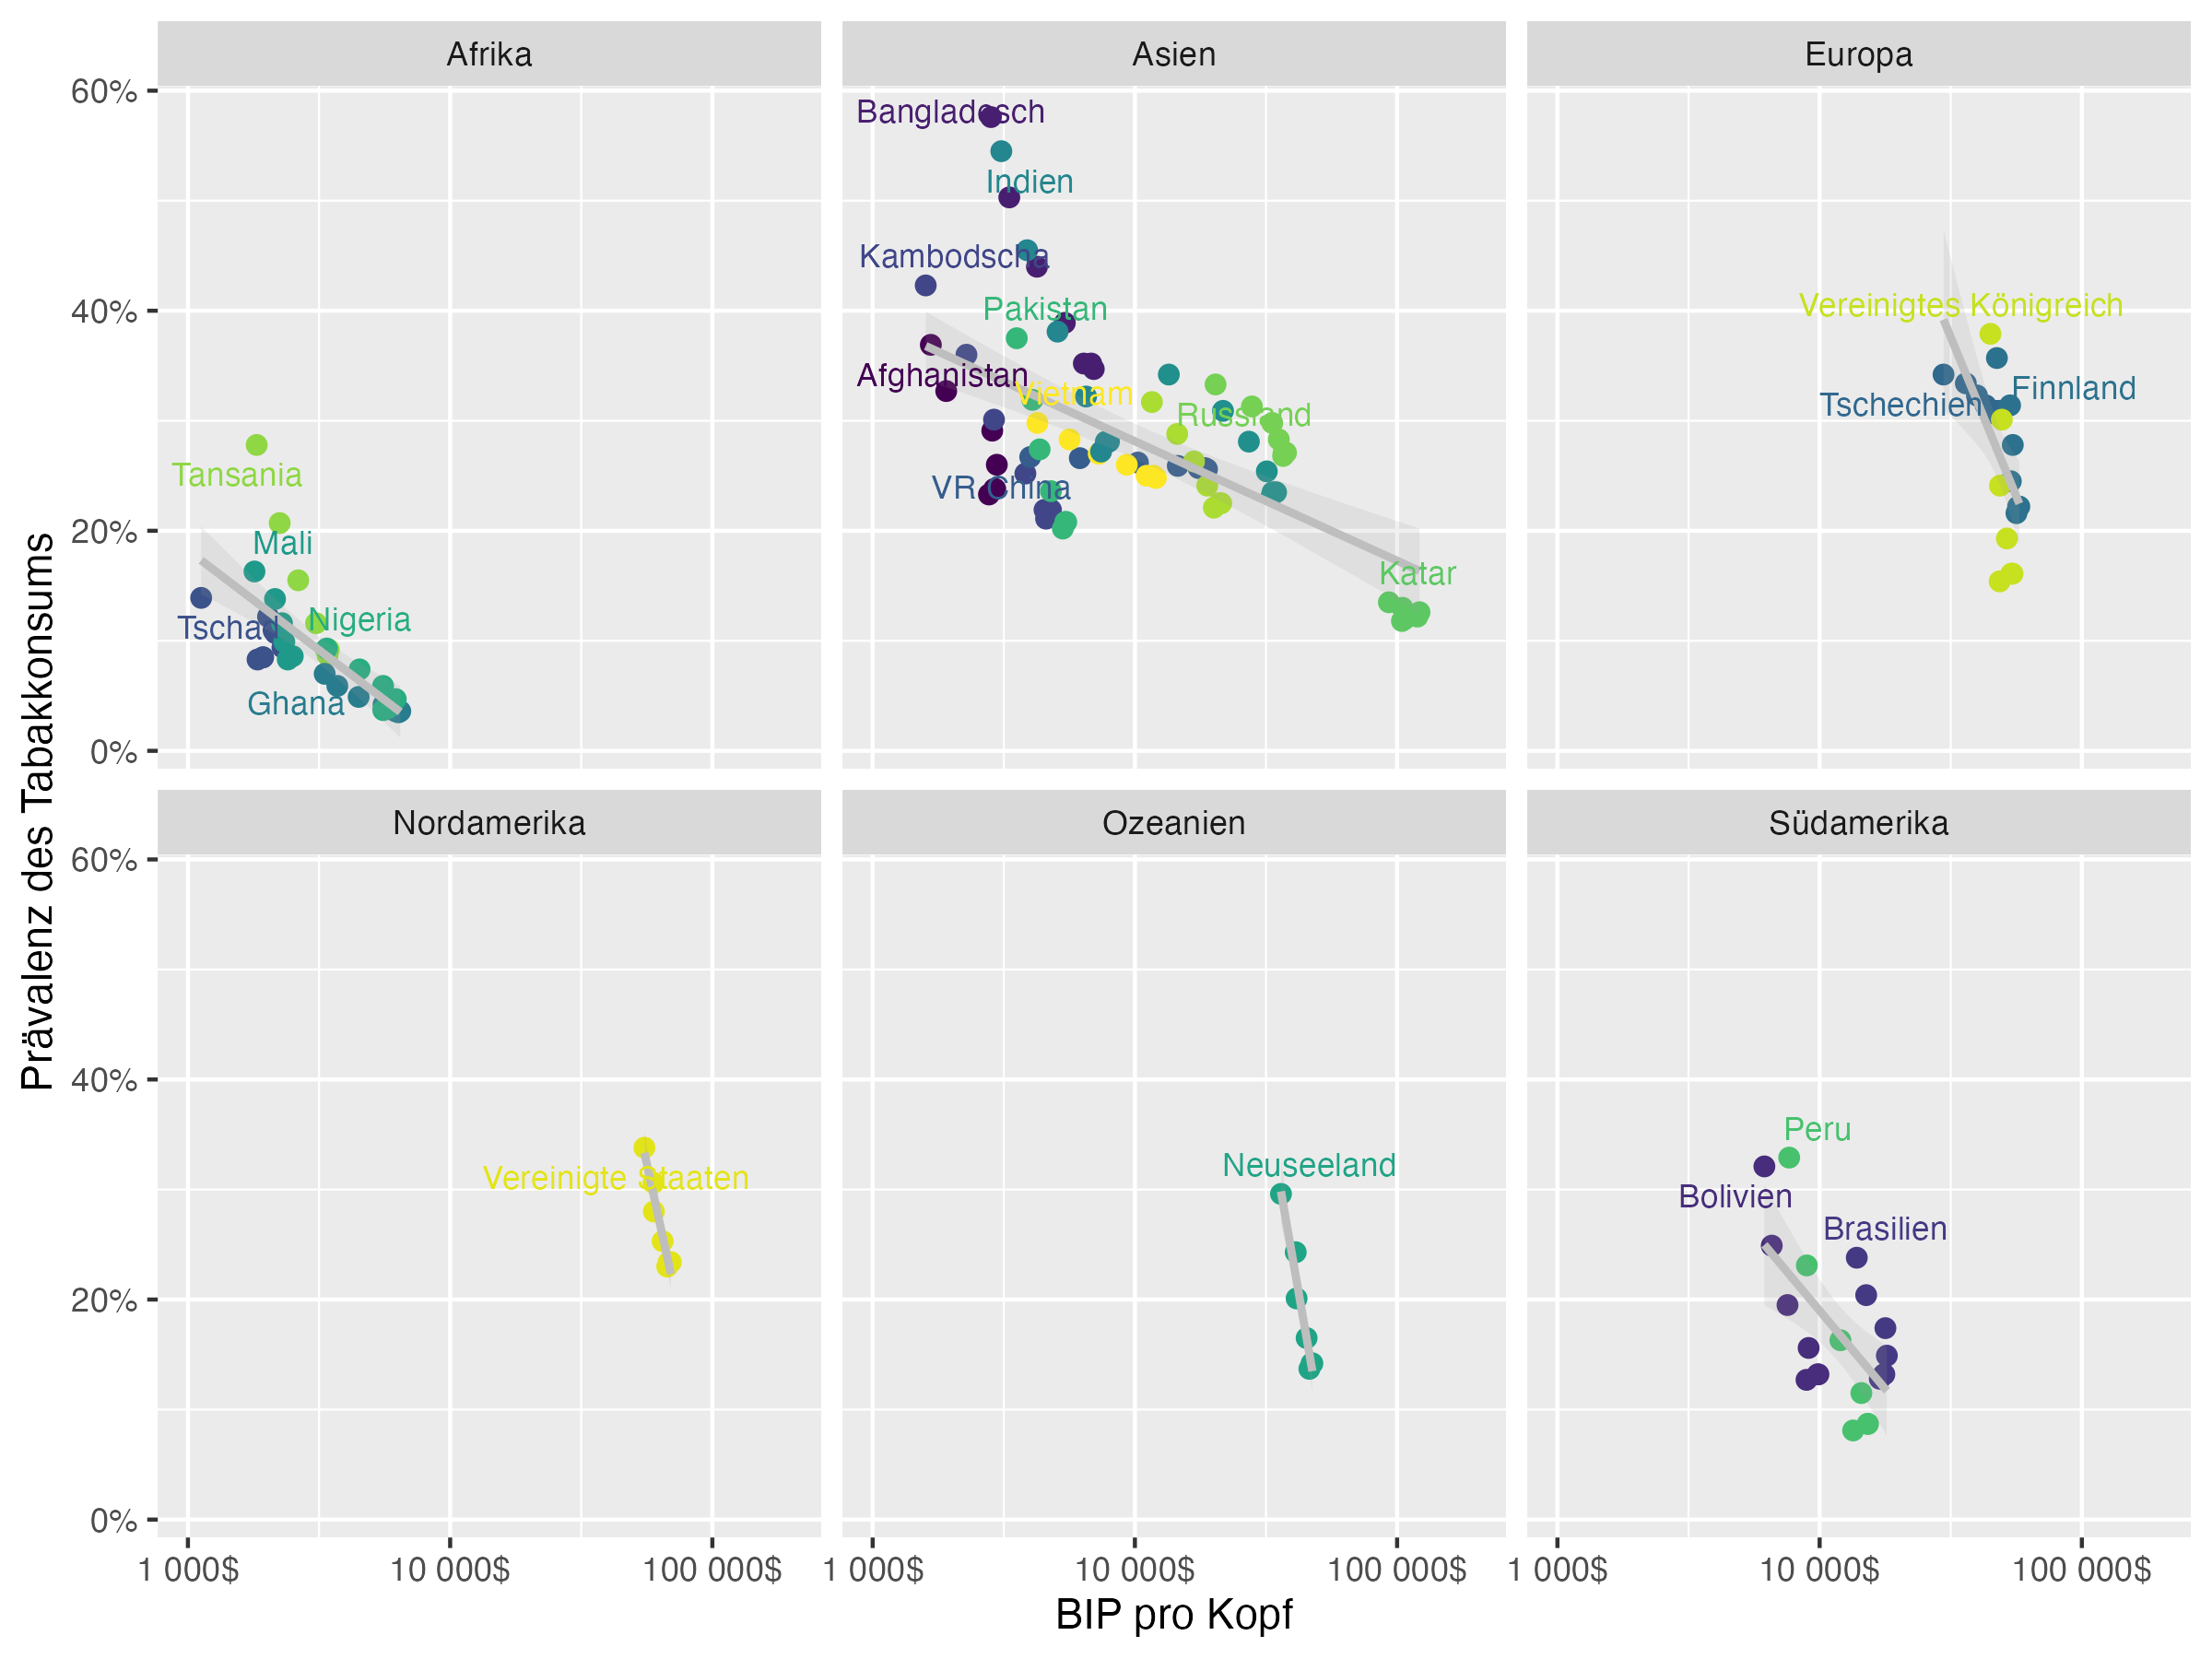 Afrika
Asien
Europa
60%
40%
20%
0%
Tansania
Mali
Nigeria
Tschad
Ghana
Bangladesch
Indien
Kambodscha
Pakistan
Afghanistan
Vietnam
Russland
VR China
Katar
Vereinigtes Königreich
Finnland
Tschechien
Prävalenz des Tabakkonsums
Nordamerika
Ozeanien
Südamerika
60%
40%
20%
0%
Vereinigte Staaten
Neuseeland
Peru
Bolivien
Brasilien
1 000$ 10 000$ 100 000$
1 000$ 10 000$ 100 000$
1 000$ 10 000$ 100 000$
BIP pro Kopf